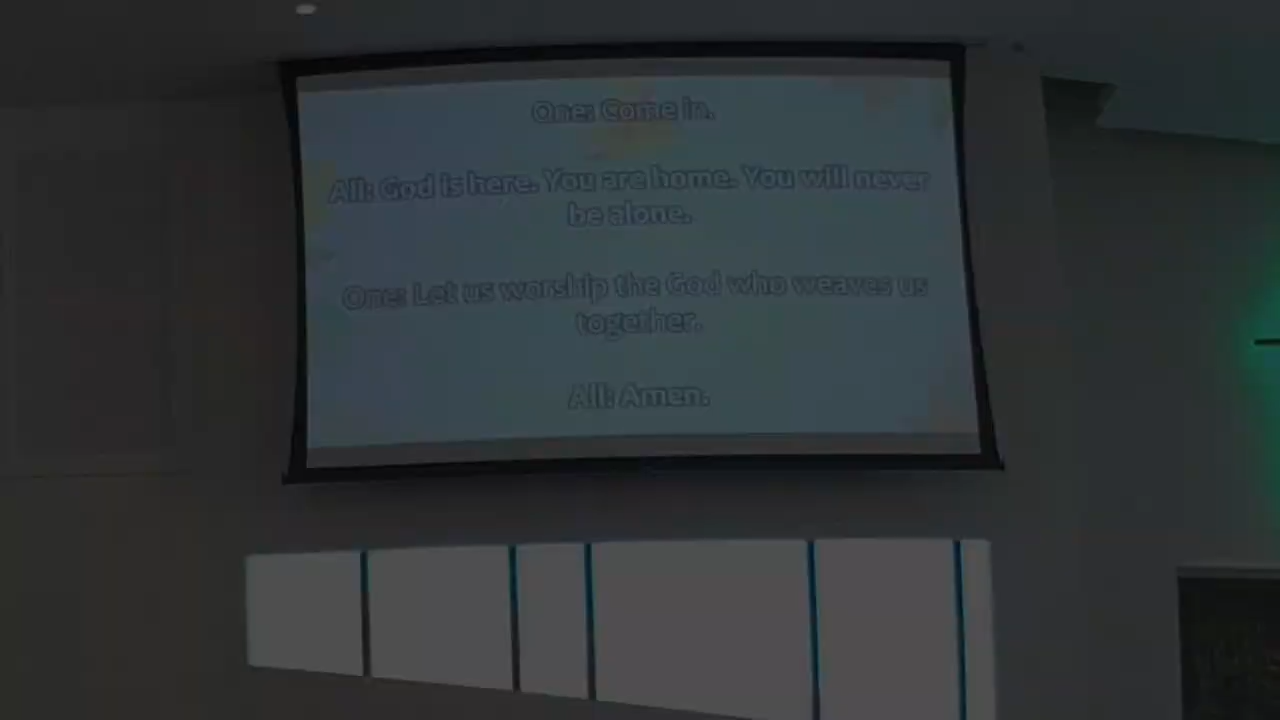 One: Come in.
All: God is here. You are home. You will never
be alone.
One: Let us worship the God who weaves us
together.
All: Amen.